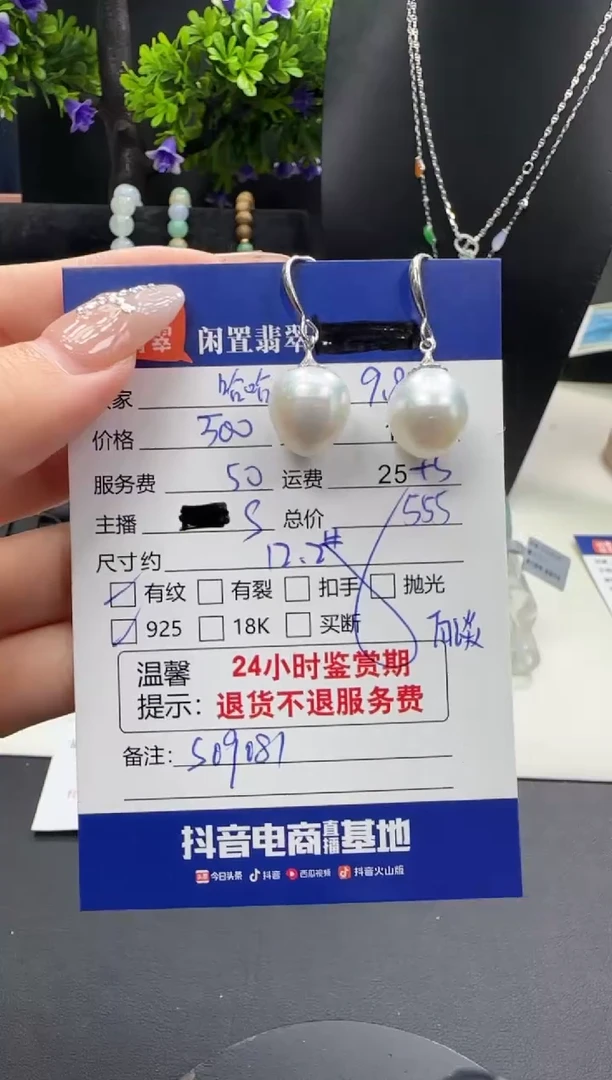 翠 闲置翡翠
家 哈哈 9.8
价格 500
服务费 50 运费 25+5
主播 S 总价 555
尺寸约 12.2#
有纹 有裂 扣手 抛光
925 18K 买断
温馨 24小时鉴赏期
提示: 退货不退服务费
备注: S09081
抖音电商直播基地
今日头条 抖音 西瓜视频 抖音火山版